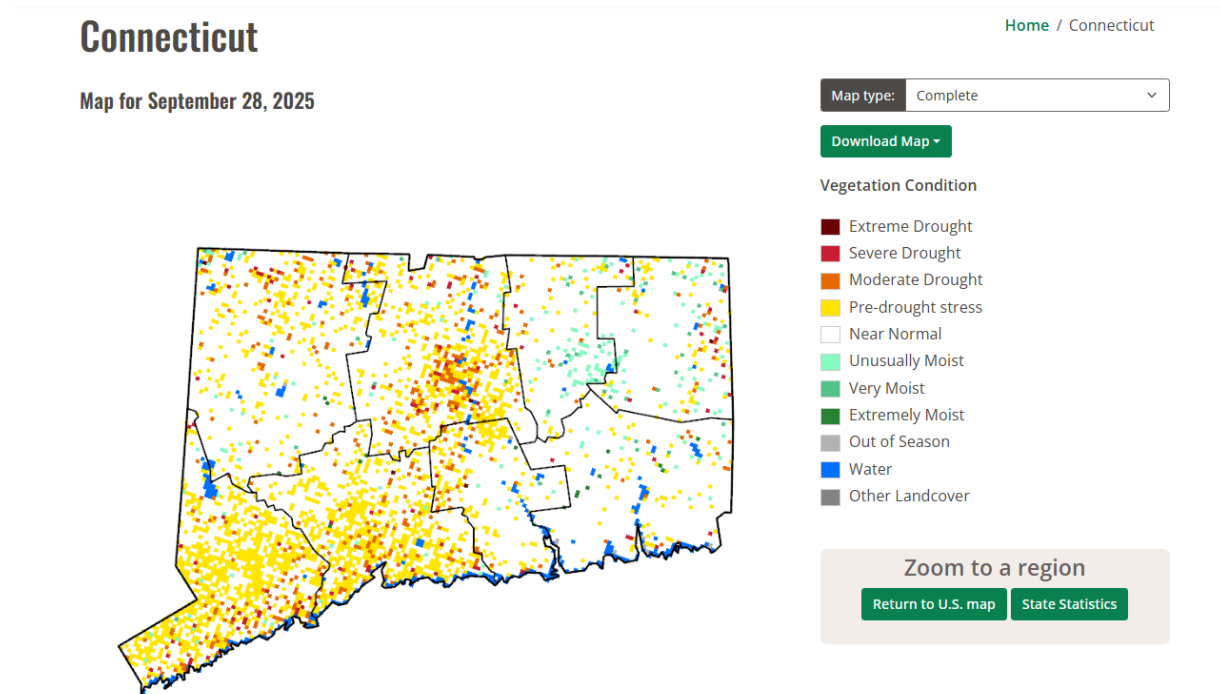 Connecticut
Home / Connecticut
Map for September 28, 2025
Map type: Complete
Download Map
Vegetation Condition
Extreme Drought
Severe Drought
Moderate Drought
Pre-drought stress
Near Normal
Unusually Moist
Very Moist
Extremely Moist
Out of Season
Water
Other Landcover
Zoom to a region
Return to U.S. map State Statistics